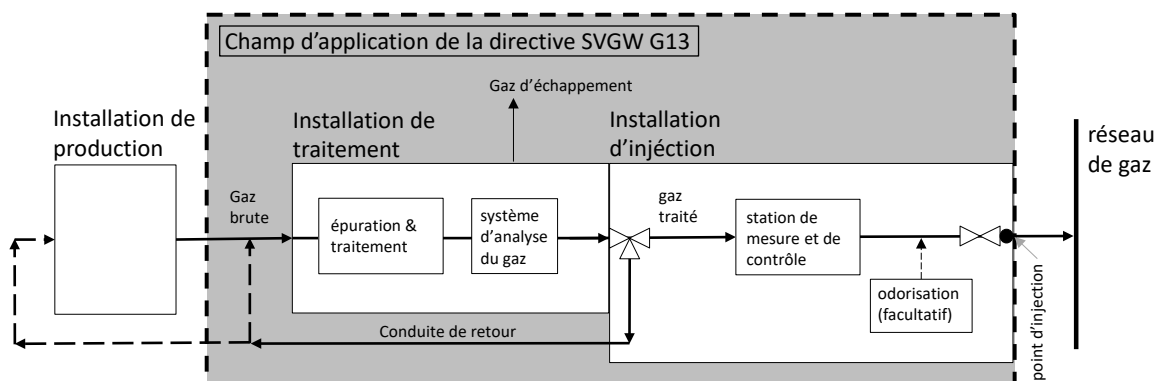 Champ d’application de la directive SVGW G13
Gaz d’échappement
Installation de
production
Installation de
traitement
Installation
d’injéction
réseau
de gaz
Gaz
brute
épuration &
traitement
système
d’analyse
du gaz
gaz
traité
station de
mesure et de
contrôle
odorisation
(facultatif)
point d’injection
Conduite de retour